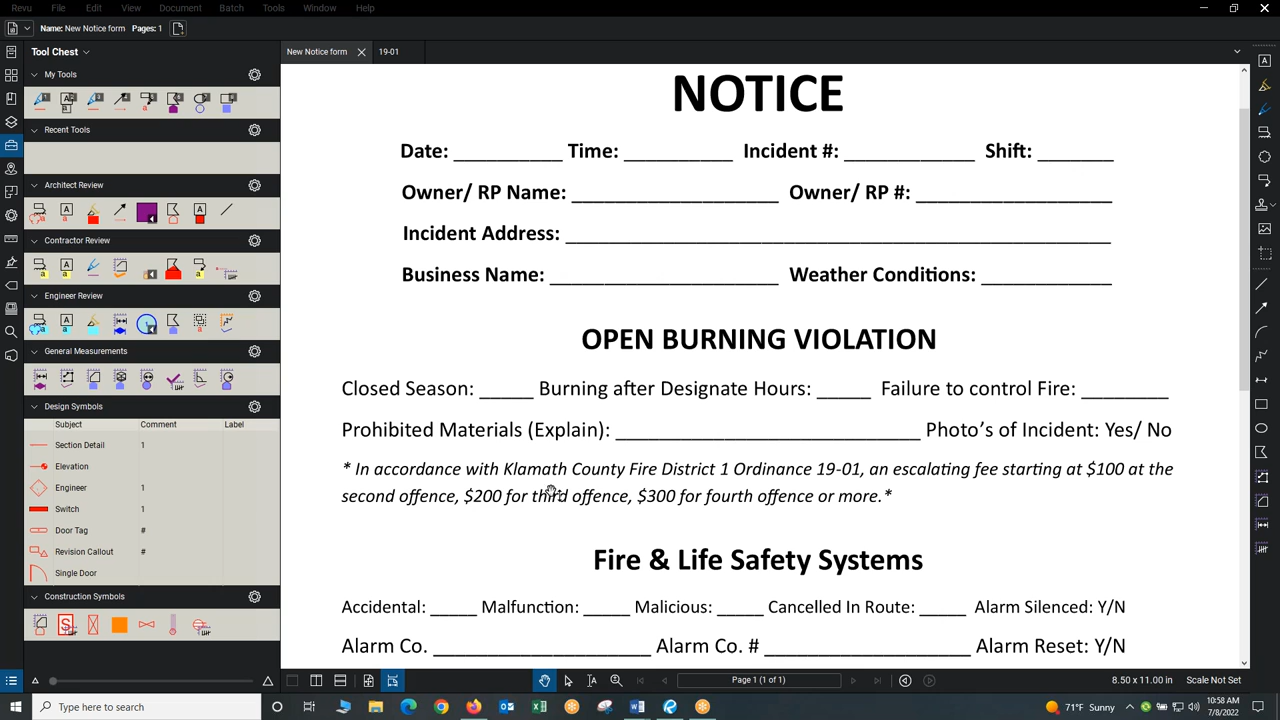 Revu File Edit View Document Batch Tools Window Help
Name: New Notice form Pages: 1
Tool Chest
New Notice form 19-01
My Tools
Recent Tools
Architect Review
Contractor Review
Engineer Review
General Measurements
Design Symbols
Subject Comment Label
Section Detail 1
Elevation
Engineer 1
Switch 1
Door Tag #
Revision Callout #
Single Door
Construction Symbols
NOTICE
Date: __________ Time: __________ Incident #: ____________ Shift: _______
Owner/ RP Name: ___________________ Owner/ RP #: __________________
Incident Address: __________________________________________________
Business Name: _____________________ Weather Conditions: ____________
OPEN BURNING VIOLATION
Closed Season: _____ Burning after Designate Hours: _____ Failure to control Fire: ________
Prohibited Materials (Explain): ____________________________ Photo’s of Incident: Yes/ No
* In accordance with Klamath County Fire District 1 Ordinance 19-01, an escalating fee starting at $100 at the
second offence, $200 for third offence, $300 for fourth offence or more.*
Fire & Life Safety Systems
Accidental: _____ Malfunction: _____ Malicious: _____ Cancelled In Route: _____ Alarm Silenced: Y/N
Alarm Co. ____________________ Alarm Co. # ___________________ Alarm Reset: Y/N
Page 1 (1 of 1)
8.50 x 11.00 in Scale Not Set
Type here to search
71°F Sunny
10:58 AM
7/8/2022